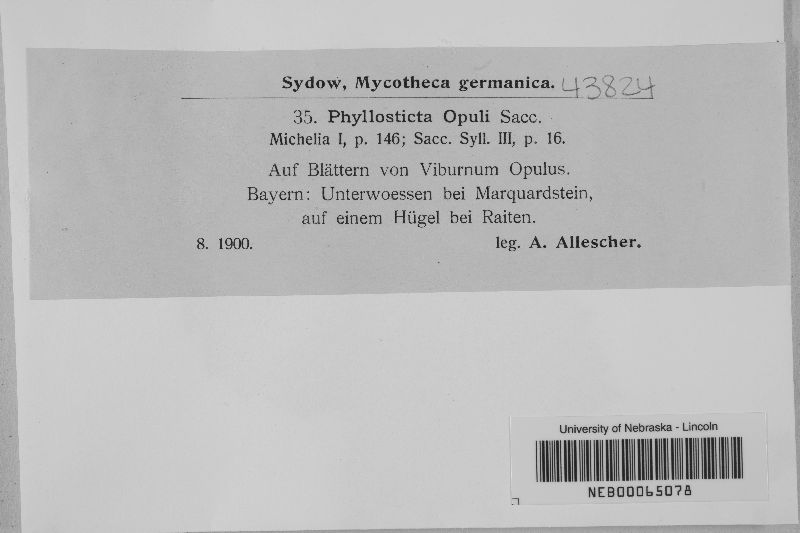 Sydow, Mycotheca germanica. 43824
35. Phyllosticta Opuli Sacc.
Michelia I, p. 146; Sacc. Syll. III, p. 16.
Auf Blättern von Viburnum Opulus.
Bayern: Unterwoessen bei Marquardstein,
auf einem Hügel bei Raiten.
8. 1900. leg. A. Allescher.
University of Nebraska - Lincoln
NEB00065078